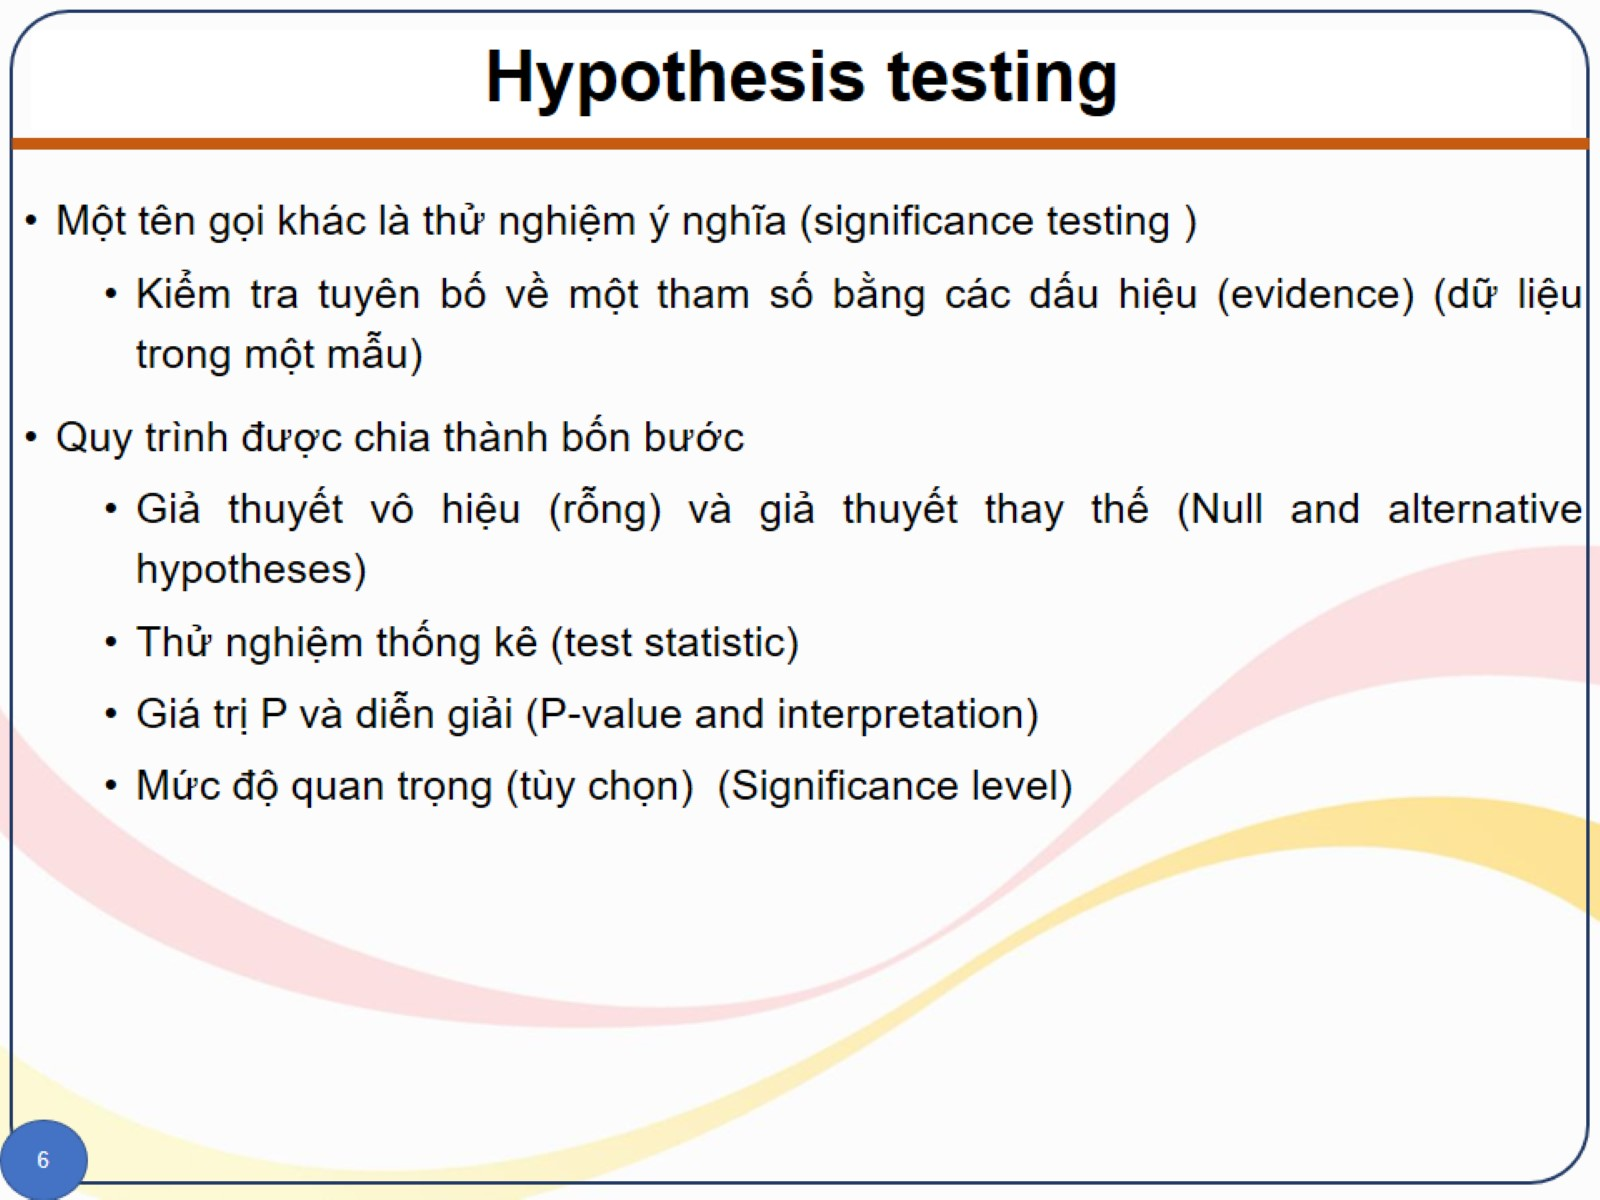 Hypothesis testing
• Một tên gọi khác là thử nghiệm ý nghĩa (significance testing )
• Kiểm tra tuyên bố về một tham số bằng các dấu hiệu (evidence) (dữ liệu
trong một mẫu)
• Quy trình được chia thành bốn bước
• Giả thuyết vô hiệu (rỗng) và giả thuyết thay thế (Null and alternative
hypotheses)
• Thử nghiệm thống kê (test statistic)
• Giá trị P và diễn giải (P-value and interpretation)
• Mức độ quan trọng (tùy chọn)  (Significance level)
6